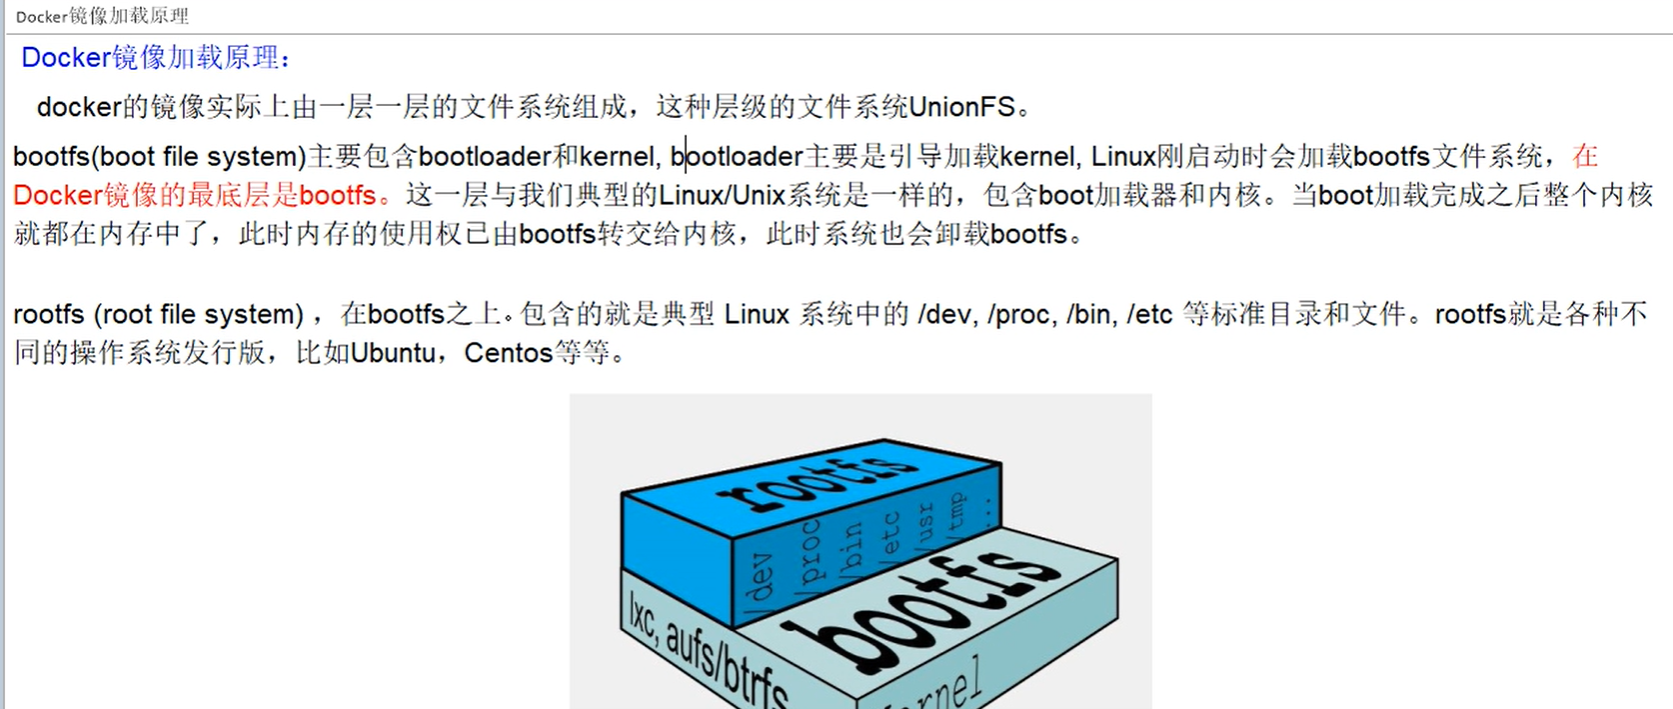 Docker镜像加载原理
Docker镜像加载原理：
docker的镜像实际上由一层一层的文件系统组成，这种层级的文件系统UnionFS。
bootfs(boot file system)主要包含bootloader和kernel, bootloader主要是引导加载kernel, Linux刚启动时会加载bootfs文件系统，在
Docker镜像的最底层是bootfs。这一层与我们典型的Linux/Unix系统是一样的，包含boot加载器和内核。当boot加载完成之后整个内核
就都在内存中了，此时内存的使用权已由bootfs转交给内核，此时系统也会卸载bootfs。
rootfs (root file system) ，在bootfs之上。包含的就是典型 Linux 系统中的 /dev, /proc, /bin, /etc 等标准目录和文件。rootfs就是各种不
同的操作系统发行版，比如Ubuntu，Centos等等。
rootfs
/dev
/proc
/bin
/etc
/usr
/tmp
...
bootfs
lxc, aufs/btrfs